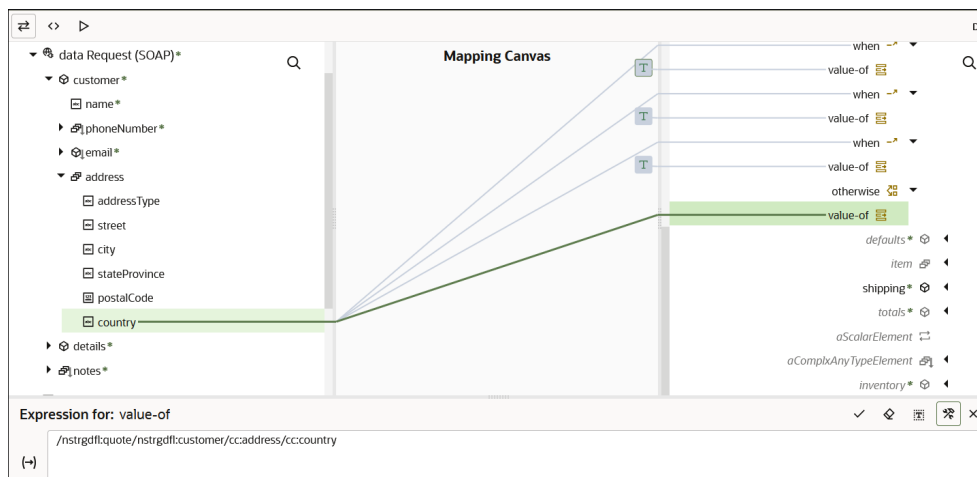 D
data Request (SOAP)*
customer*
name*
phoneNumber*
email*
address
addressType
street
city
stateProvince
postalCode
country
details*
notes*
Mapping Canvas
T
T
T
when
value-of
when
value-of
when
value-of
otherwise
value-of
defaults*
item
shipping*
totals*
aScalarElement
aComplxAnyTypeElement
inventory*
Expression for: value-of
/nstrgdfl:quote/nstrgdfl:customer/cc:address/cc:country